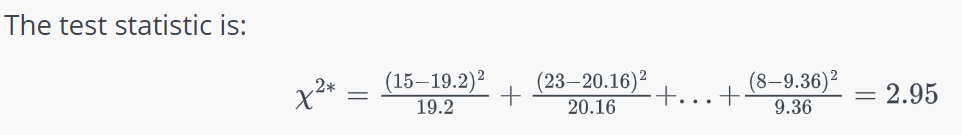 The test statistic is:
χ²* = (15−19.2)²/19.2 + (23−20.16)²/20.16 +...+ (8−9.36)²/9.36 = 2.95